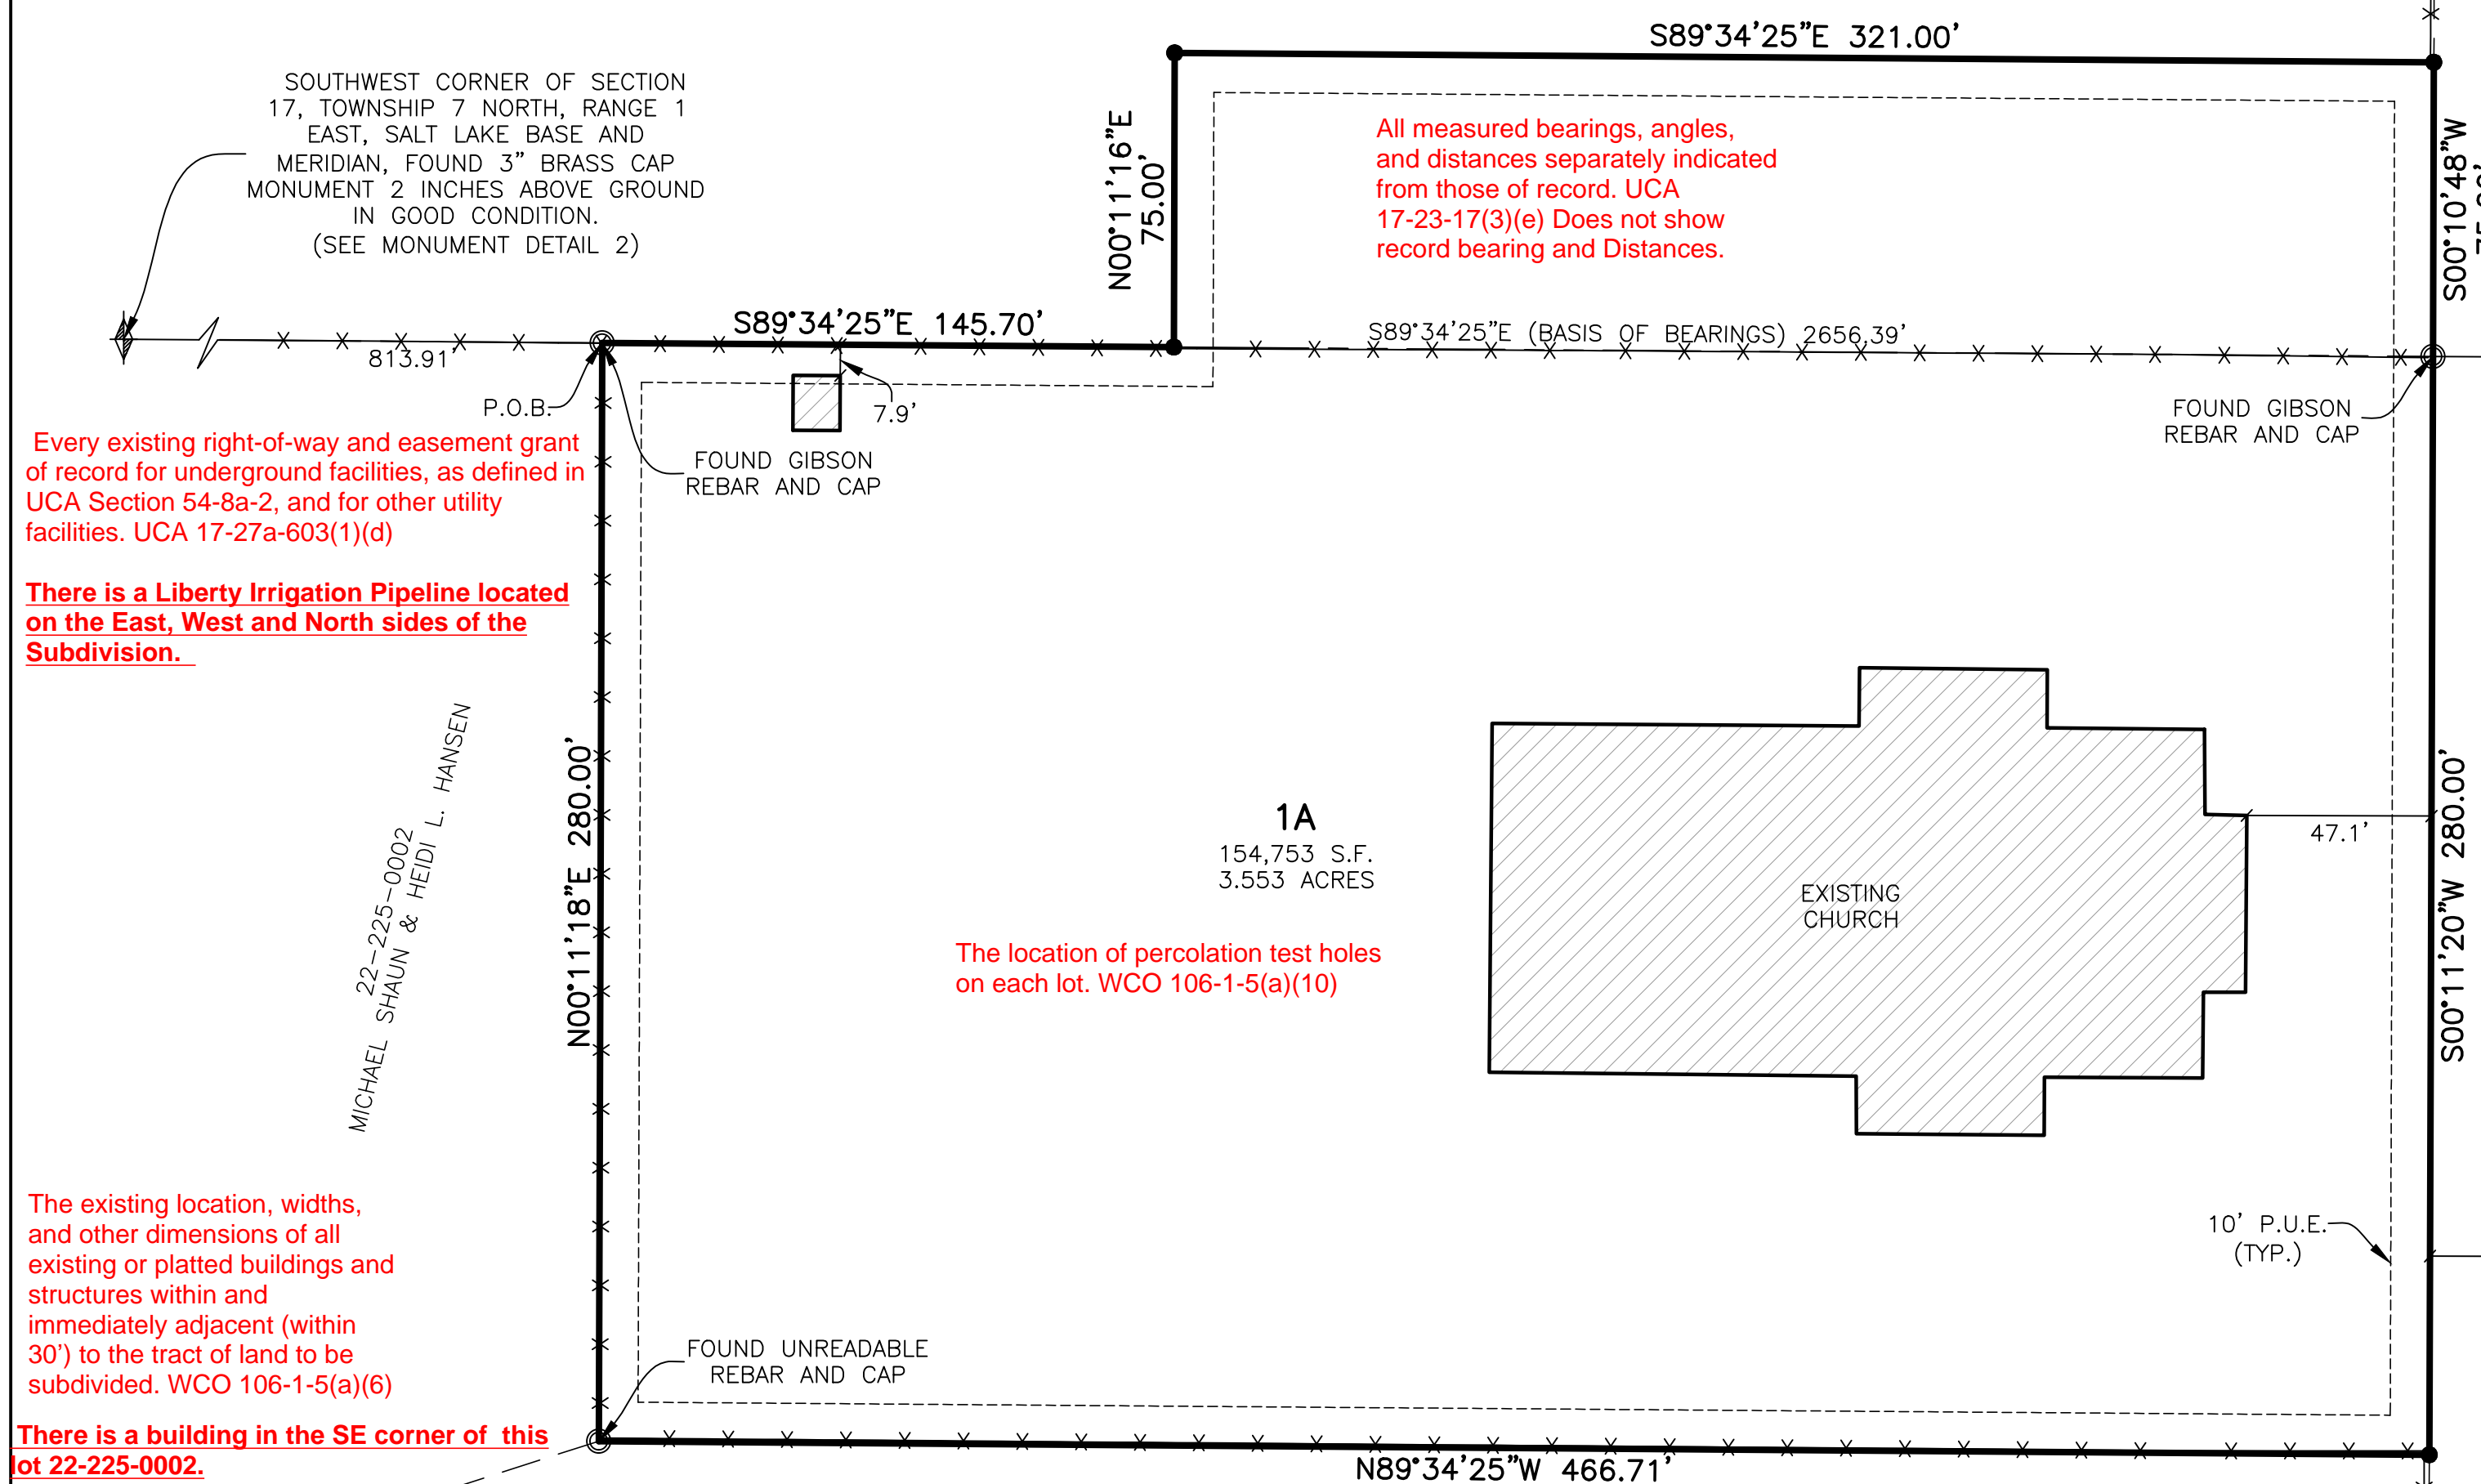 S89°34'25"E 321.00'
SOUTHWEST CORNER OF SECTION
17, TOWNSHIP 7 NORTH, RANGE 1
EAST, SALT LAKE BASE AND
MERIDIAN, FOUND 3" BRASS CAP
MONUMENT 2 INCHES ABOVE GROUND
IN GOOD CONDITION.
(SEE MONUMENT DETAIL 2)
N00°11'16"E
75.00'
All measured bearings, angles,
and distances separately indicated
from those of record. UCA
17-23-17(3)(e) Does not show
record bearing and Distances.
S00°10'48"W
S89°34'25"E 145.70'
S89°34'25"E (BASIS OF BEARINGS) 2656.39'
813.91'
P.O.B.
7.9'
FOUND GIBSON
REBAR AND CAP
FOUND GIBSON
REBAR AND CAP
Every existing right-of-way and easement grant
of record for underground facilities, as defined in
UCA Section 54-8a-2, and for other utility
facilities. UCA 17-27a-603(1)(d)
There is a Liberty Irrigation Pipeline located
on the East, West and North sides of the
Subdivision.
22-225-0002
MICHAEL SHAUN & HEIDI L. HANSEN
N00°11'18"E 280.00'
1A
154,753 S.F.
3.553 ACRES
EXISTING
CHURCH
47.1'
S00°11'20"W 280.00'
The location of percolation test holes
on each lot. WCO 106-1-5(a)(10)
The existing location, widths,
and other dimensions of all
existing or platted buildings and
structures within and
immediately adjacent (within
30') to the tract of land to be
subdivided. WCO 106-1-5(a)(6)
10' P.U.E.
(TYP.)
FOUND UNREADABLE
REBAR AND CAP
There is a building in the SE corner of  this
lot 22-225-0002.
N89°34'25"W 466.71'